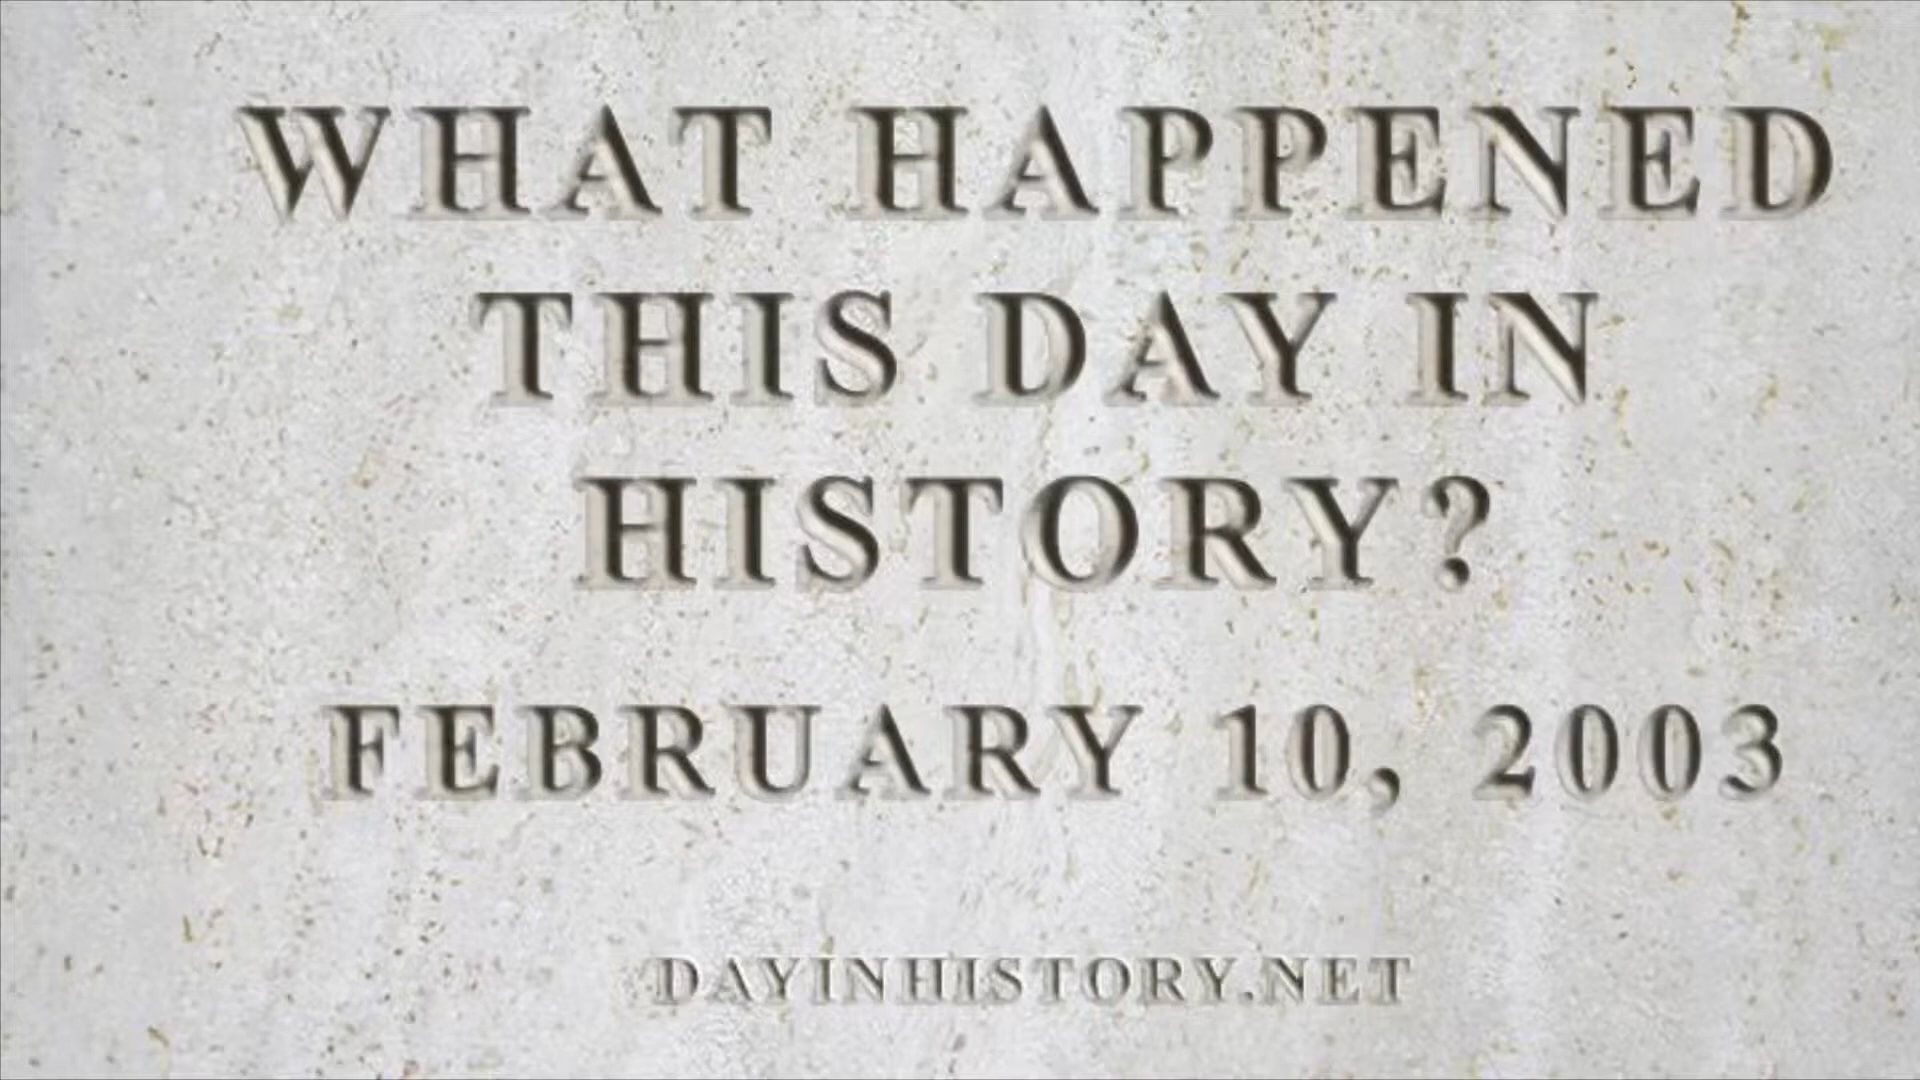 WHAT HAPPENED
THIS DAY IN
HISTORY?
FEBRUARY 10, 2003
DAYINHISTORY.NET